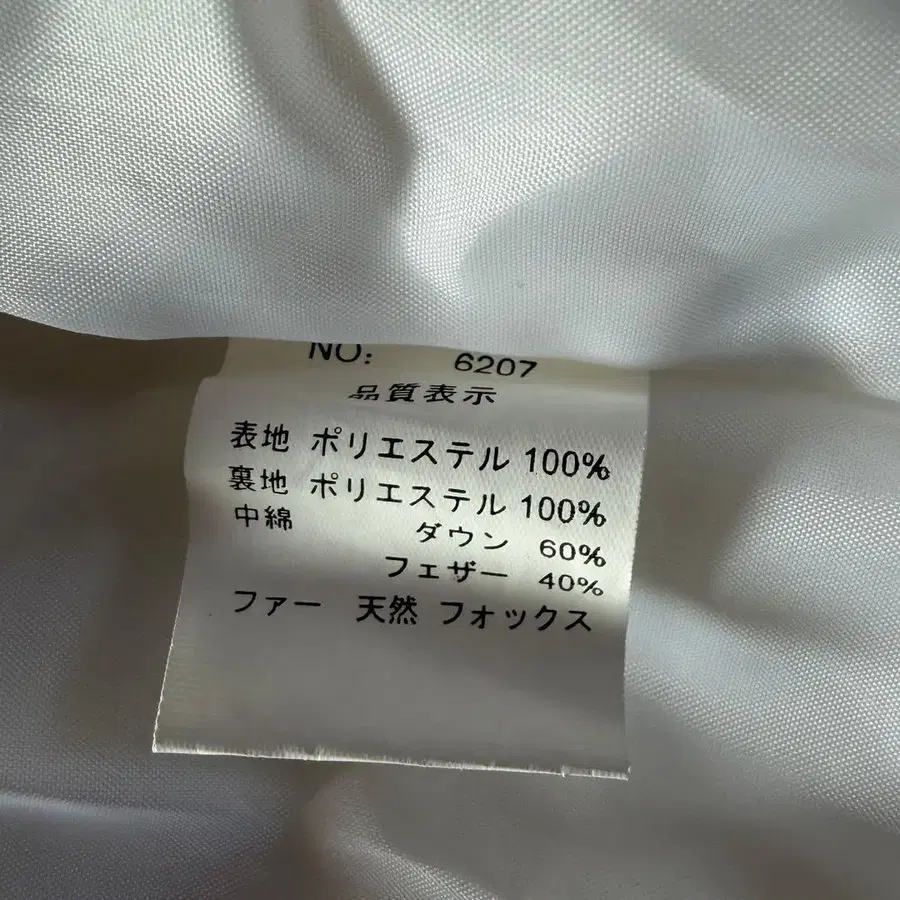 NO: 6207
品質表示
表地 ポリエステル 100%
裏地 ポリエステル 100%
中綿 ダウン 60%
フェザー 40%
ファー 天然 フォックス